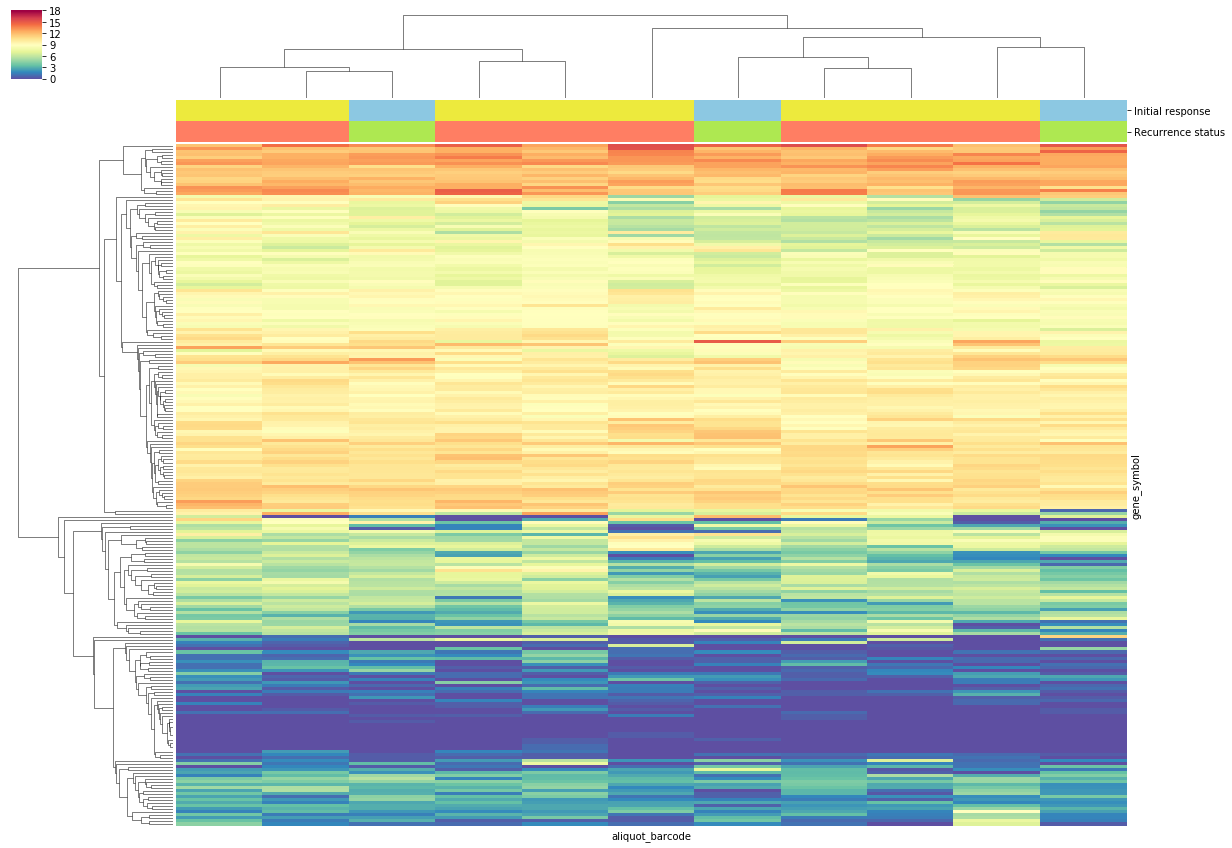 18
15
12
9
6
3
0
Initial response
Recurrence status
gene_symbol
aliquot_barcode